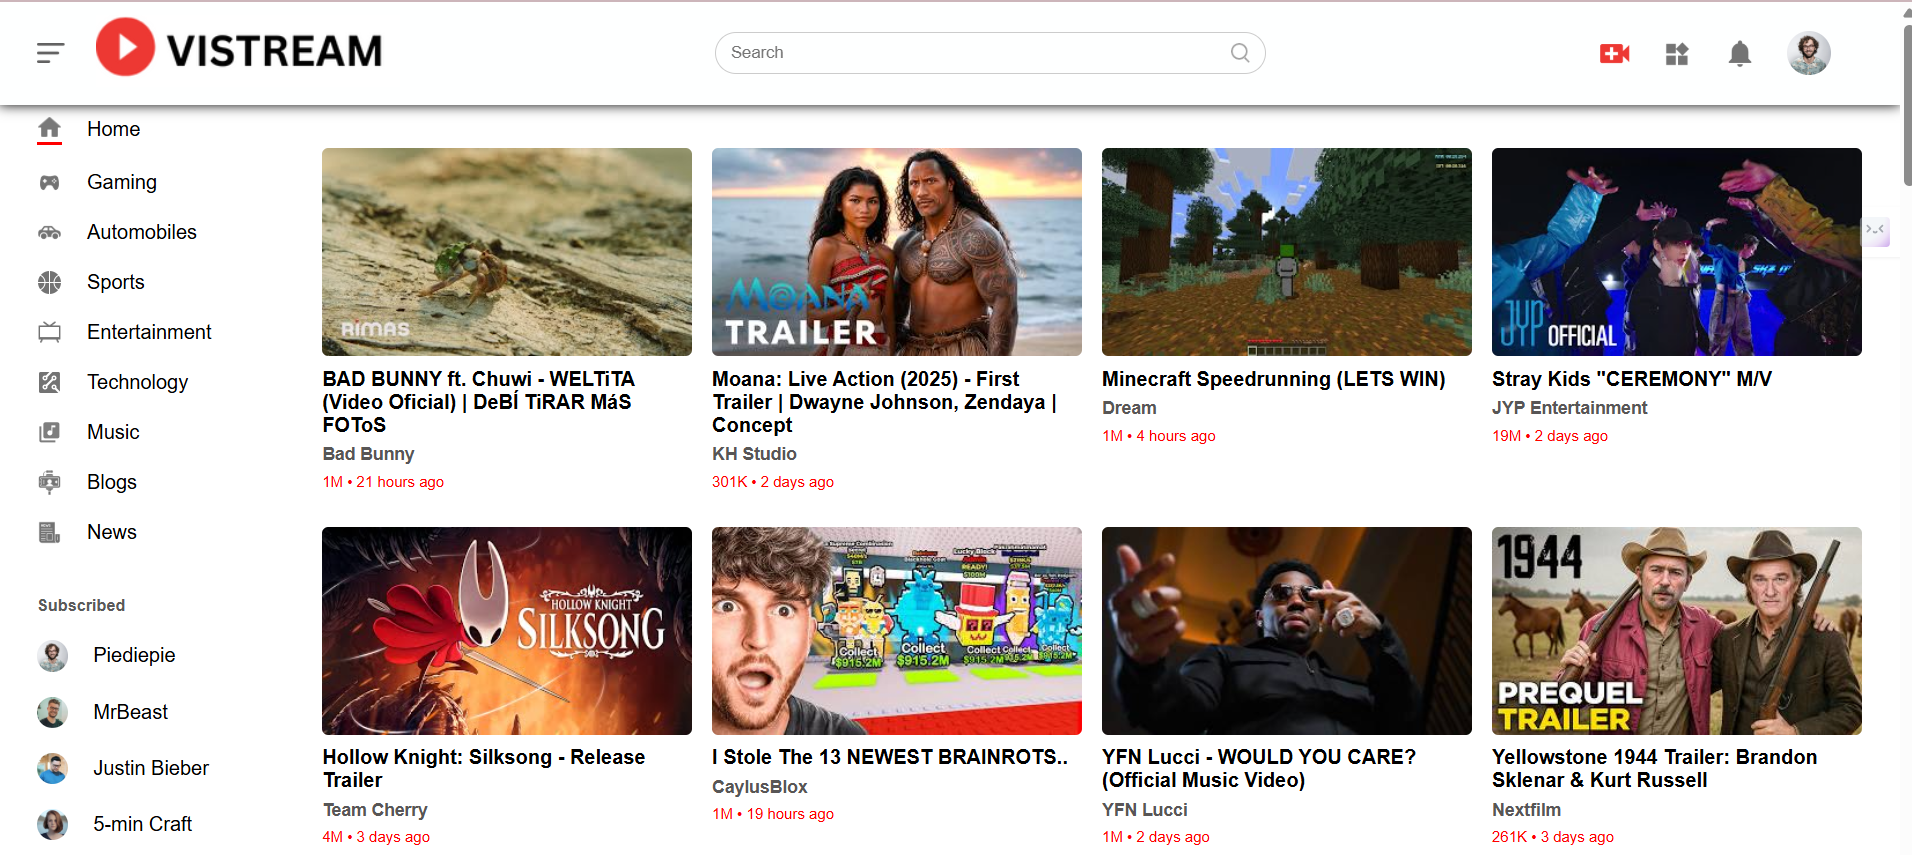 VISTREAM
Search
Home
Gaming
Automobiles
Sports
Entertainment
Technology
Music
Blogs
News
Subscribed
Piediepie
MrBeast
Justin Bieber
5-min Craft
RIMAS
BAD BUNNY ft. Chuwi - WELTiTA
(Video Oficial) | DeBÍ TiRAR MáS
FOToS
Bad Bunny
1M • 21 hours ago
MOANA
TRAILER
Moana: Live Action (2025) - First
Trailer | Dwayne Johnson, Zendaya |
Concept
KH Studio
301K • 2 days ago
Minecraft Speedrunning (LETS WIN)
Dream
1M • 4 hours ago
JYP OFFICIAL
Stray Kids "CEREMONY" M/V
JYP Entertainment
19M • 2 days ago
HOLLOW KNIGHT
SILKSONG
Hollow Knight: Silksong - Release
Trailer
Team Cherry
4M • 3 days ago
Lucky Block
READY!
Collect
$915.2M
Collect
$915.2M
Collect
Collect
Collect
I Stole The 13 NEWEST BRAINROTS..
CaylusBlox
1M • 19 hours ago
YFN Lucci - WOULD YOU CARE?
(Official Music Video)
YFN Lucci
1M • 2 days ago
1944
PREQUEL
TRAILER
Yellowstone 1944 Trailer: Brandon
Sklenar & Kurt Russell
Nextfilm
261K • 3 days ago